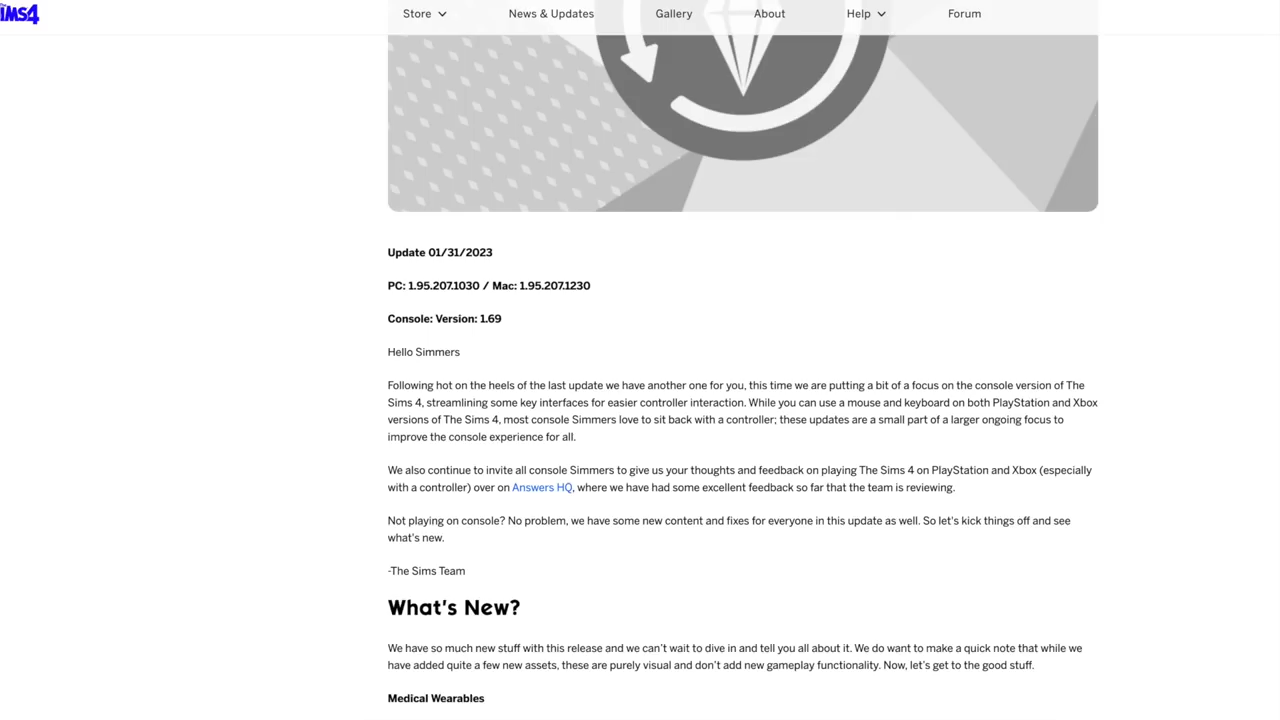 The SIMS4
Store News & Updates Gallery About Help Forum
Update 01/31/2023
PC: 1.95.207.1030 / Mac: 1.95.207.1230
Console: Version: 1.69
Hello Simmers
Following hot on the heels of the last update we have another one for you, this time we are putting a bit of a focus on the console version of The
Sims 4, streamlining some key interfaces for easier controller interaction. While you can use a mouse and keyboard on both PlayStation and Xbox
versions of The Sims 4, most console Simmers love to sit back with a controller; these updates are a small part of a larger ongoing focus to
improve the console experience for all.
We also continue to invite all console Simmers to give us your thoughts and feedback on playing The Sims 4 on PlayStation and Xbox (especially
with a controller) over on Answers HQ, where we have had some excellent feedback so far that the team is reviewing.
Not playing on console? No problem, we have some new content and fixes for everyone in this update as well. So let's kick things off and see
what's new.
-The Sims Team
What's New?
We have so much new stuff with this release and we can't wait to dive in and tell you all about it. We do want to make a quick note that while we
have added quite a few new assets, these are purely visual and don't add new gameplay functionality. Now, let's get to the good stuff.
Medical Wearables